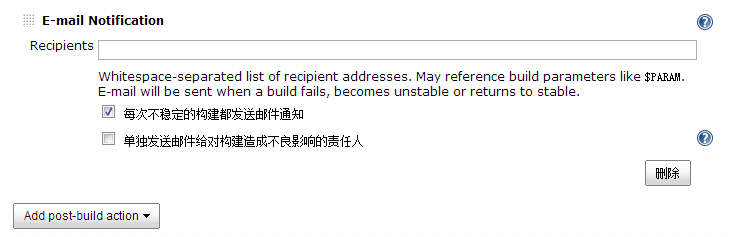 E-mail Notification
Recipients
Whitespace-separated list of recipient addresses. May reference build parameters like $PARAM.
E-mail will be sent when a build fails, becomes unstable or returns to stable.
每次不稳定的构建都发送邮件通知
单独发送邮件给对构建造成不良影响的责任人
删除
Add post-build action